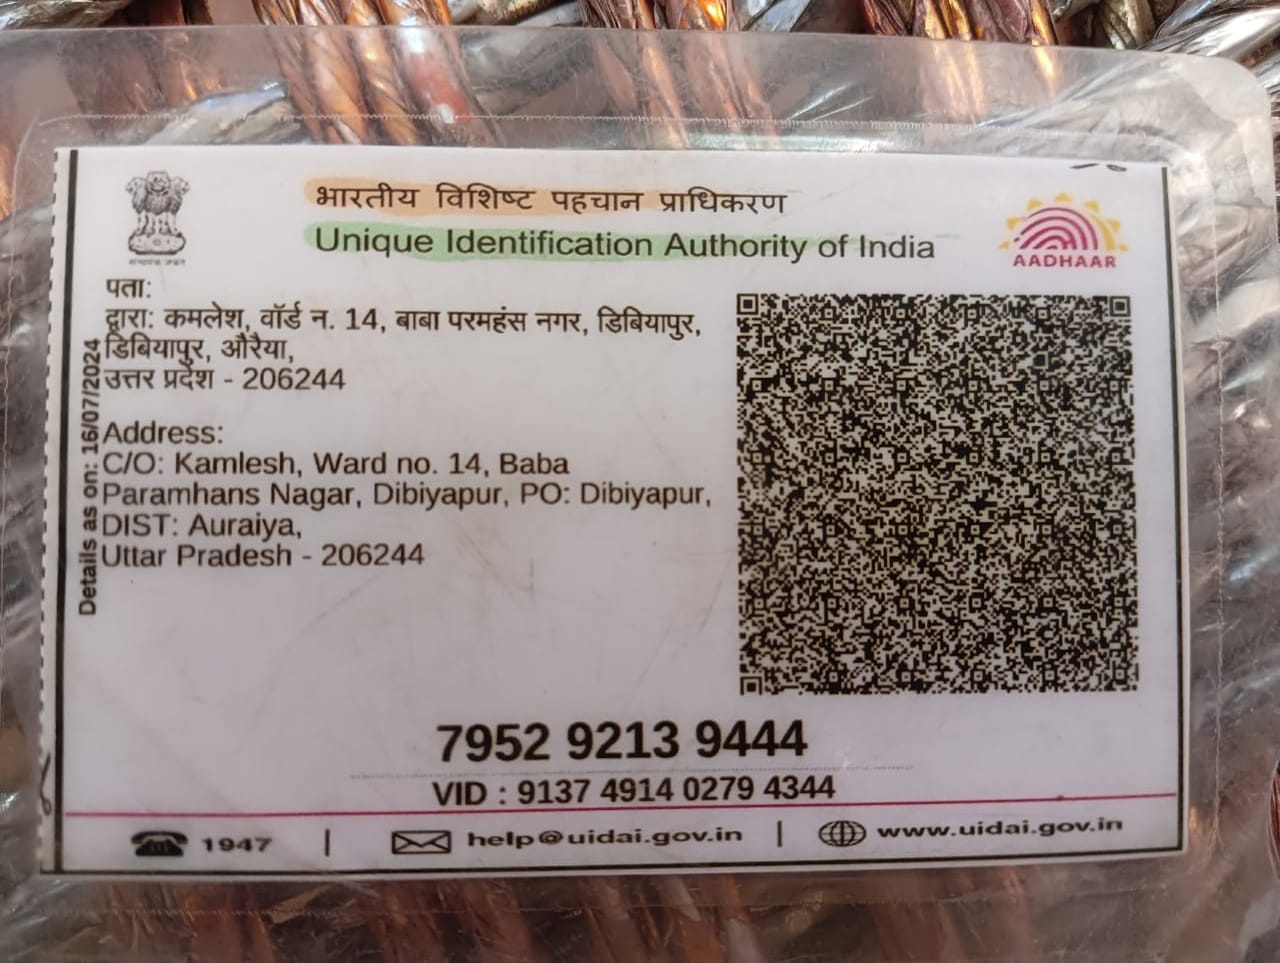 भारतीय विशिष्ट पहचान प्राधिकरण
Unique Identification Authority of India
AADHAAR
पता:
द्वारा: कमलेश, वॉर्ड न. 14, बाबा परमहंस नगर, डिबियापुर,
डिबियापुर, औरैया,
उत्तर प्रदेश - 206244
Details as on: 16/07/2024
Address:
C/O: Kamlesh, Ward no. 14, Baba
Paramhans Nagar, Dibiyapur, PO: Dibiyapur,
DIST: Auraiya,
Uttar Pradesh - 206244
7952 9213 9444
VID : 9137 4914 0279 4344
1947 | help@uidai.gov.in | www.uidai.gov.in